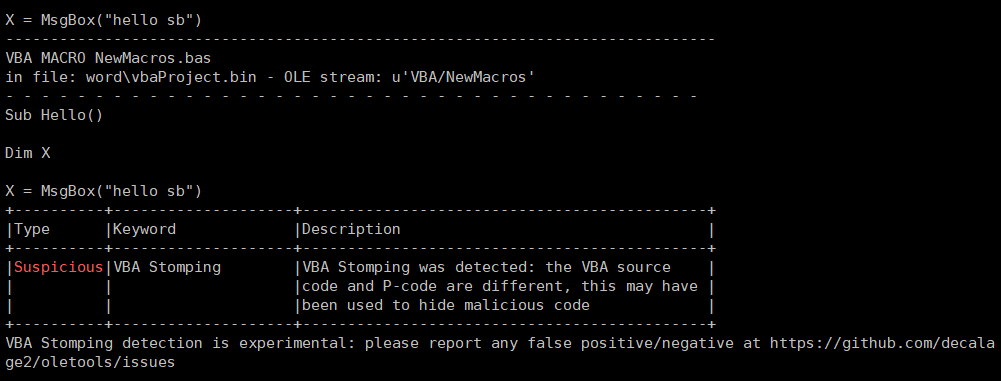 X = MsgBox("hello sb")
-------------------------------------------------------------------------------
VBA MACRO NewMacros.bas
in file: word\vbaProject.bin - OLE stream: u'VBA/NewMacros'
- - - - - - - - - - - - - - - - - - - - - - - - - - - - - - - - - - - - - - -
Sub Hello()
Dim X
X = MsgBox("hello sb")
+----------+--------------------+---------------------------------------------+
|Type      |Keyword             |Description                                  |
+----------+--------------------+---------------------------------------------+
|Suspicious|VBA Stomping        |VBA Stomping was detected: the VBA source    |
|          |                    |code and P-code are different, this may have |
|          |                    |been used to hide malicious code             |
+----------+--------------------+---------------------------------------------+
VBA Stomping detection is experimental: please report any false positive/negative at https://github.com/decala
ge2/oletools/issues